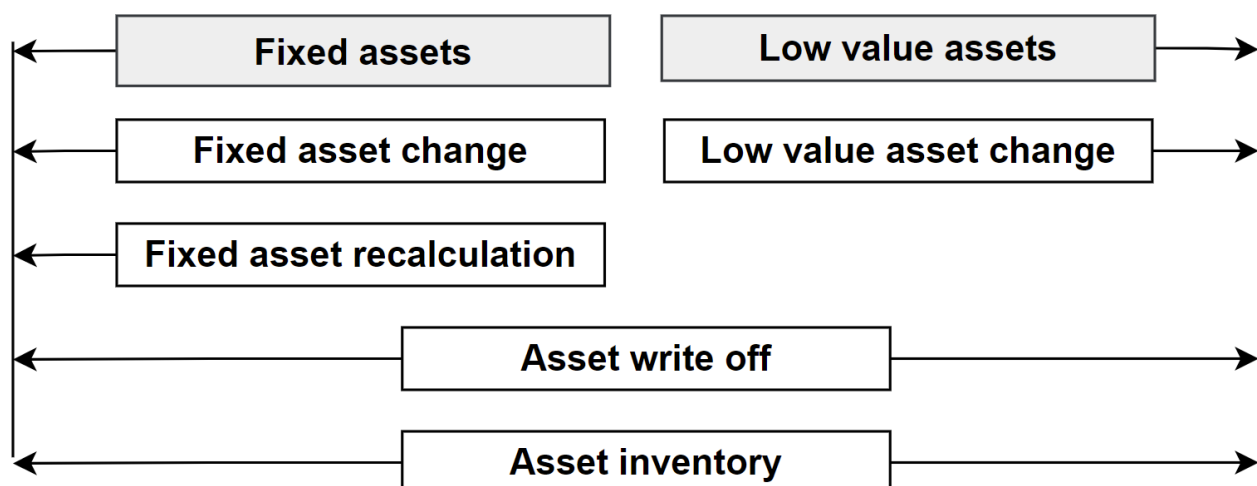 Fixed assets
Low value assets
Fixed asset change
Low value asset change
Fixed asset recalculation
Asset write off
Asset inventory